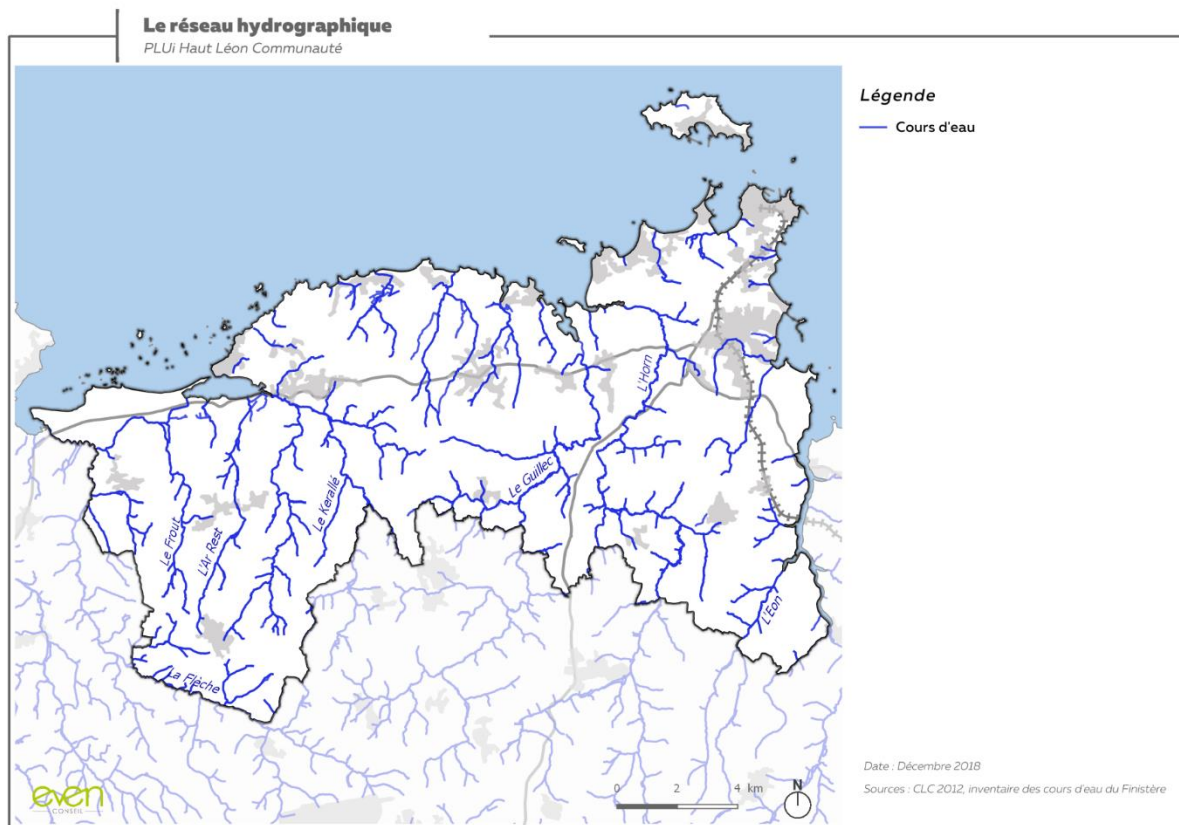 Le réseau hydrographique
PLUi Haut Léon Communauté
Légende
Cours d'eau
L'Horn
Le Guillec
Le Kerallé
Le Frout
L'Ar Rest
L'Eon
La Flèche
Date : Décembre 2018
Sources : CLC 2012, inventaire des cours d'eau du Finistère
even
CONSEIL
0 2 4 km
N